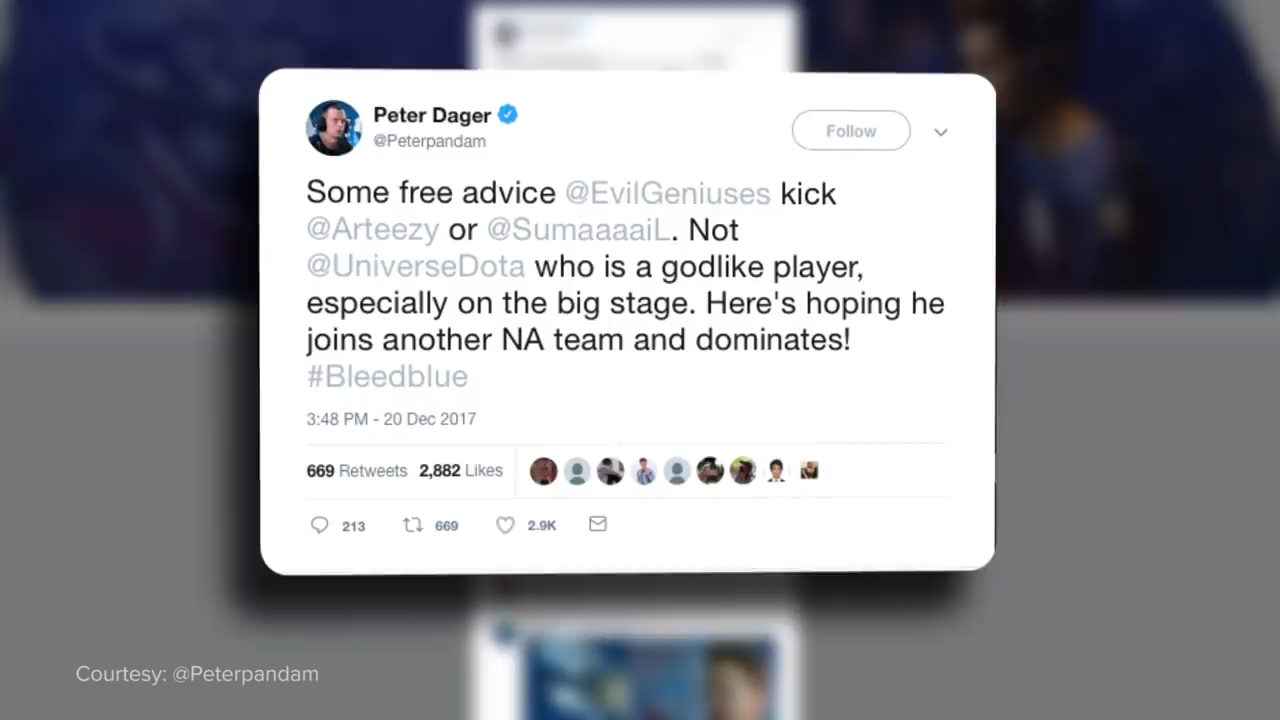 Peter Dager
@Peterpandam
Follow
Some free advice @EvilGeniuses kick
@Arteezy or @SumaaaaiL. Not
@UniverseDota who is a godlike player,
especially on the big stage. Here's hoping he
joins another NA team and dominates!
#Bleedblue
3:48 PM - 20 Dec 2017
669 Retweets 2,882 Likes
213 669 2.9K
Courtesy: @Peterpandam